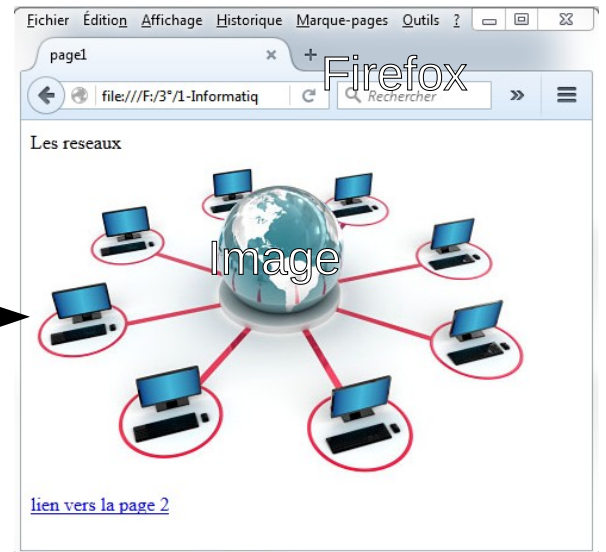 Fichier Édition Affichage Historique Marque-pages Outils ?
page1
Firefox
file:///F:/3°/1-Informatiq
Rechercher
Les reseaux
Image
lien vers la page 2